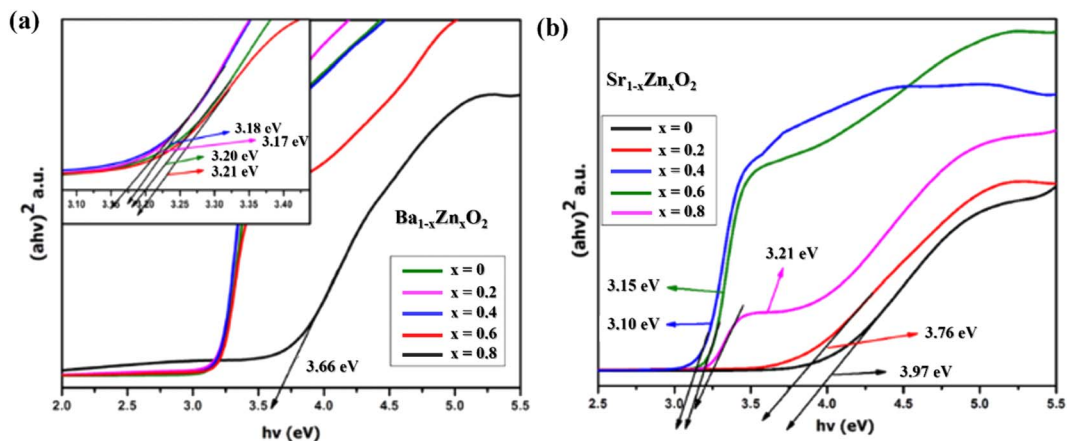 (a)
3.18 eV
3.17 eV
3.20 eV
3.21 eV
3.10 3.15 3.20 3.25 3.30 3.35 3.40
(ahv)² a.u.
Ba₁₋ₓZnₓO₂
x = 0
x = 0.2
x = 0.4
x = 0.6
x = 0.8
3.66 eV
2.0 2.5 3.0 3.5 4.0 4.5 5.0 5.5
hv (eV)
(b)
Sr₁₋ₓZnₓO₂
x = 0
x = 0.2
x = 0.4
x = 0.6
x = 0.8
(ahv)² a.u.
3.21 eV
3.15 eV
3.10 eV
3.76 eV
3.97 eV
2.5 3.0 3.5 4.0 4.5 5.0 5.5
hv (eV)